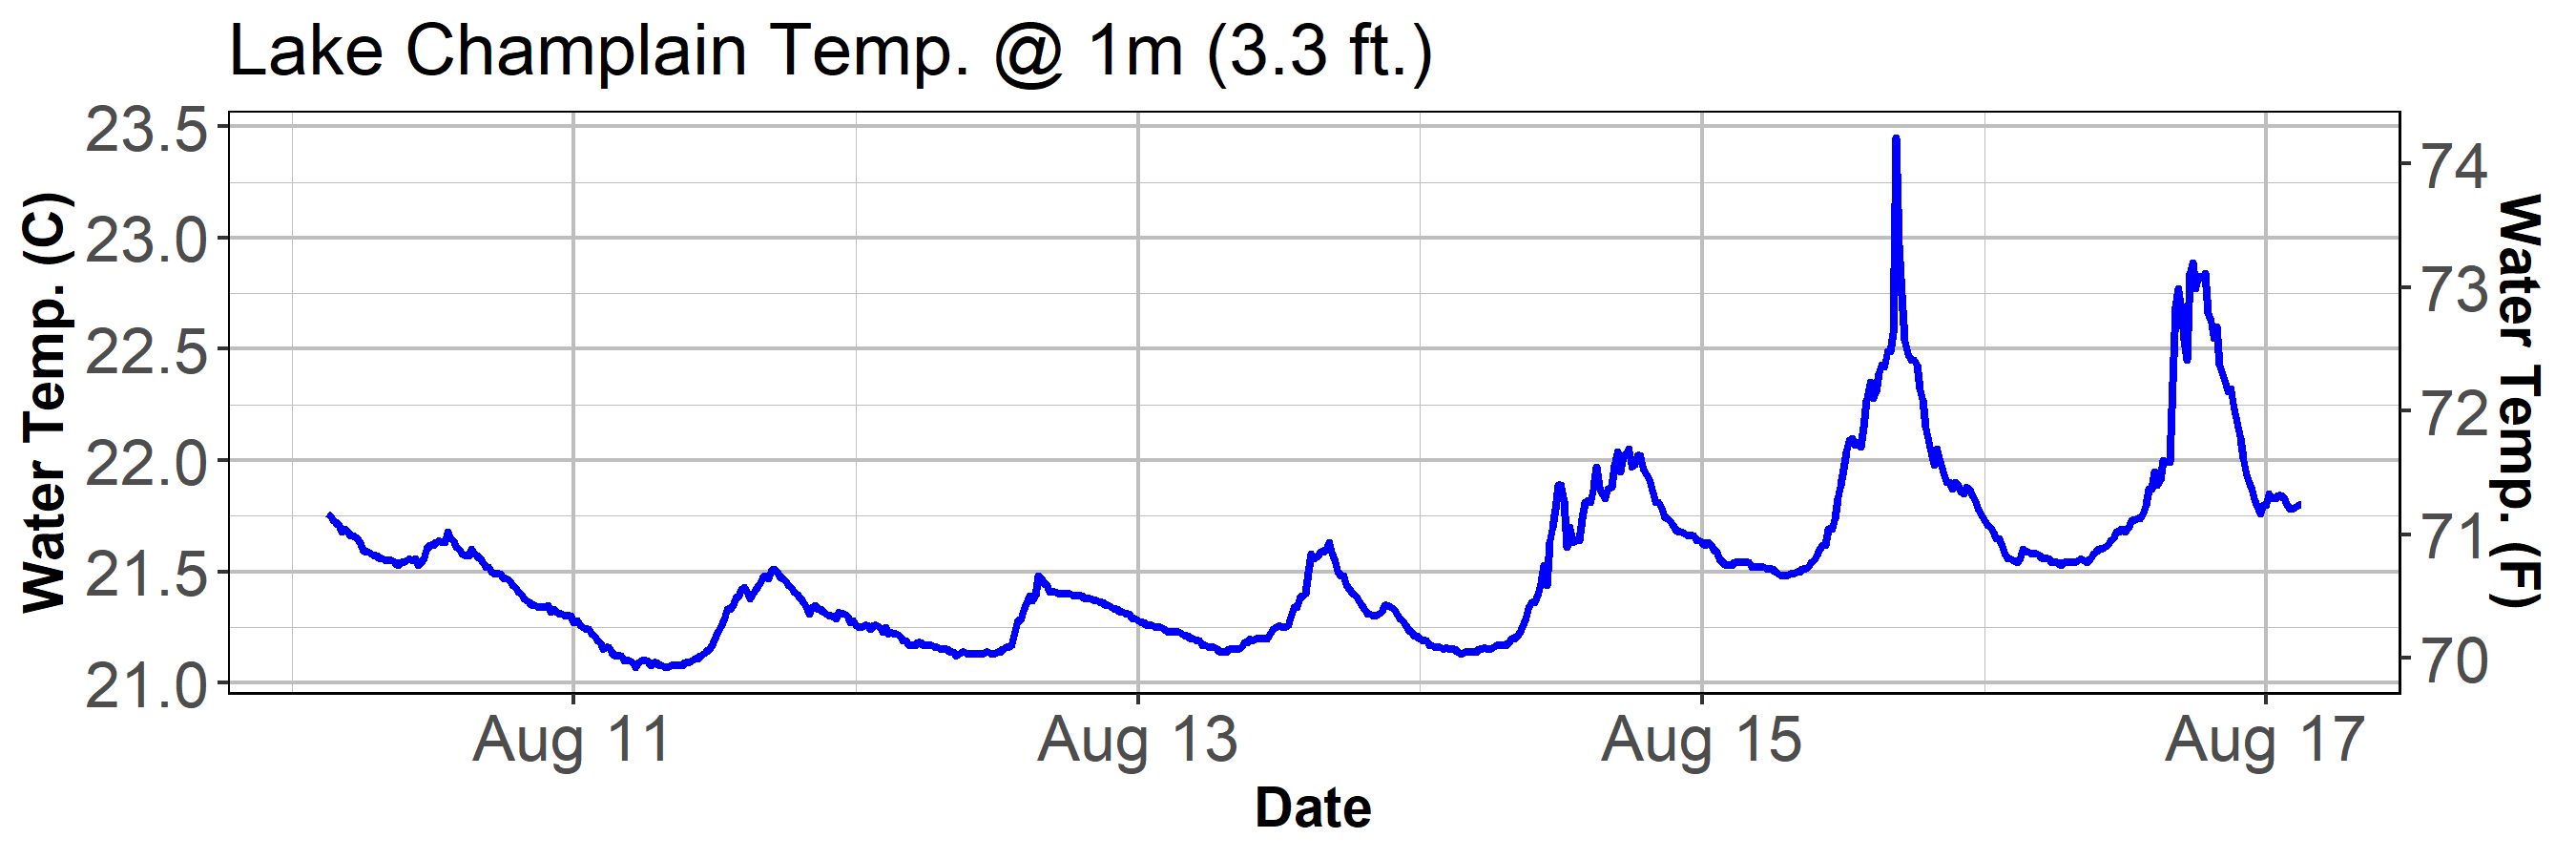 Lake Champlain Temp. @ 1m (3.3 ft.)
Water Temp. (C)
23.5
23.0
22.5
22.0
21.5
21.0
74
73
72
71
70
Water Temp. (F)
Aug 11 Aug 13 Aug 15 Aug 17
Date